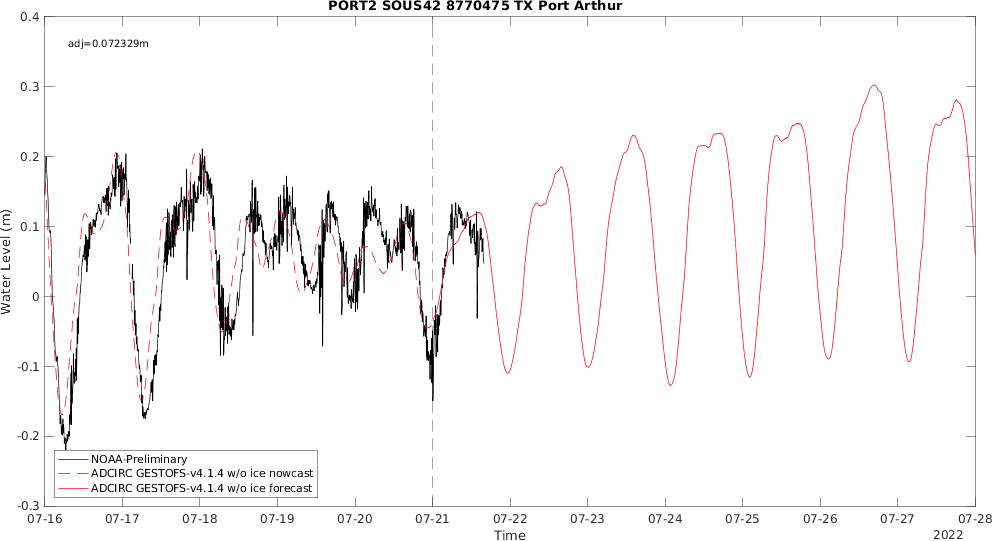 PORT2 SOUS42 8770475 TX Port Arthur
adj=0.072329m
0.4
0.3
0.2
0.1
0
-0.1
-0.2
-0.3
Water Level (m)
NOAA-Preliminary
ADCIRC GESTOFS-v4.1.4 w/o ice nowcast
ADCIRC GESTOFS-v4.1.4 w/o ice forecast
07-16 07-17 07-18 07-19 07-20 07-21 07-22 07-23 07-24 07-25 07-26 07-27 07-28
Time
2022